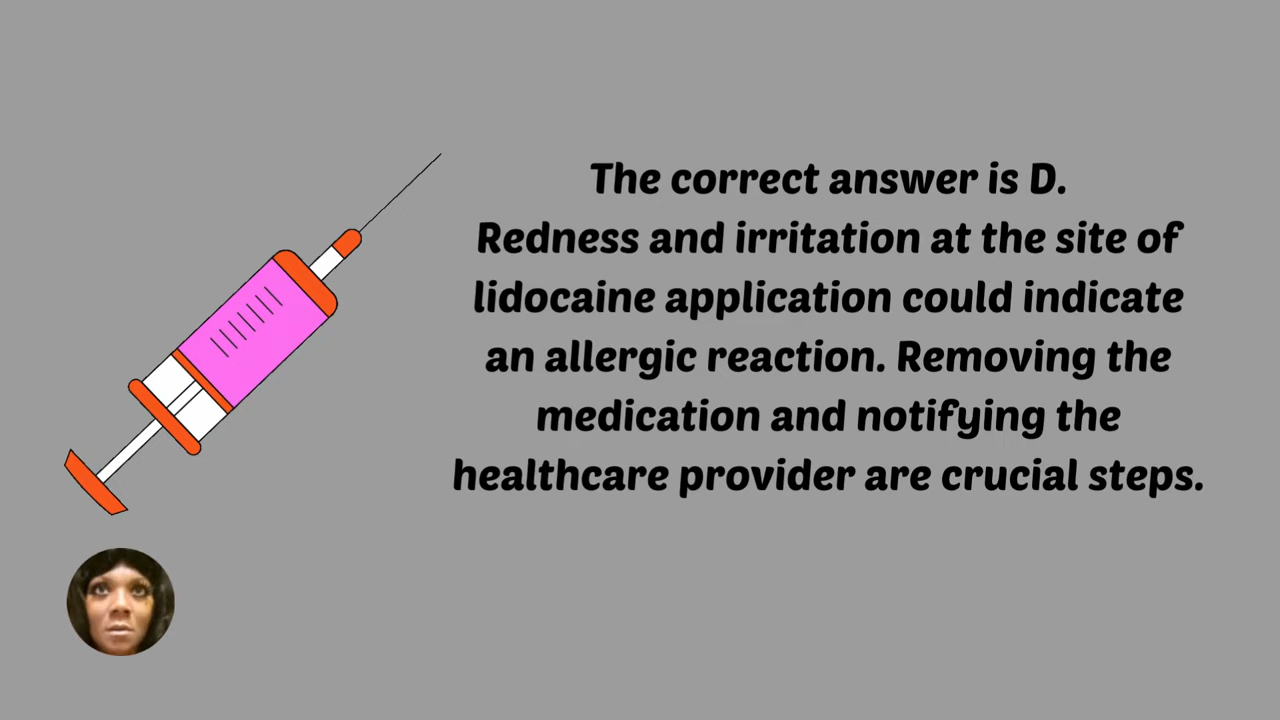 The correct answer is D.
Redness and irritation at the site of
lidocaine application could indicate
an allergic reaction. Removing the
medication and notifying the
healthcare provider are crucial steps.